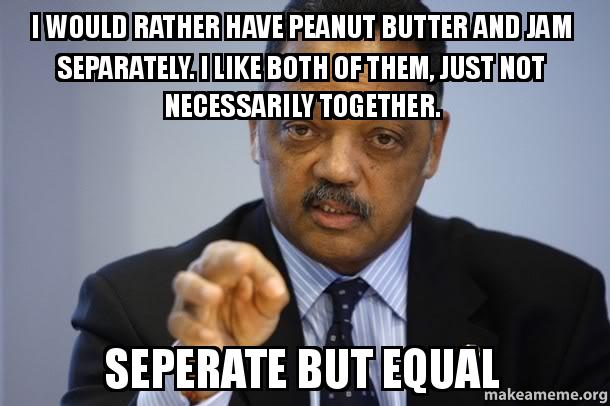 I WOULD RATHER HAVE PEANUT BUTTER AND JAM
SEPARATELY. I LIKE BOTH OF THEM, JUST NOT
NECESSARILY TOGETHER.
SEPERATE BUT EQUAL
makeameme.org